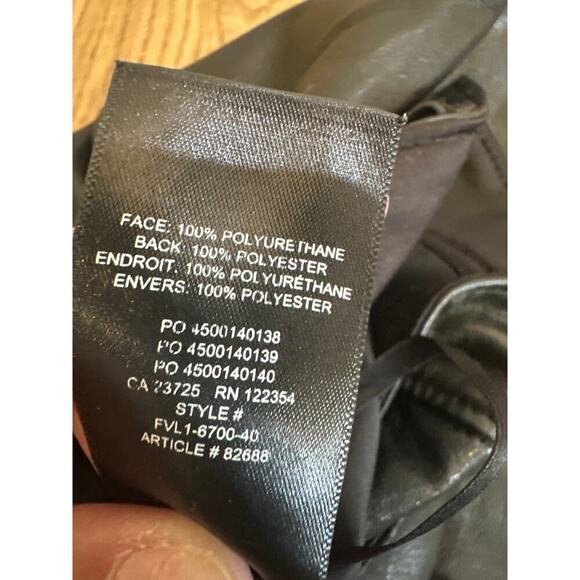 FACE: 100% POLYURETHANE
BACK: 100% POLYESTER
ENDROIT: 100% POLYURÉTHANE
ENVERS: 100% POLYESTER
PO 4500140138
PO 4500140139
PO 4500140140
CA 23725 RN 122354
STYLE #
FVL1-6700-40
ARTICLE # 82688